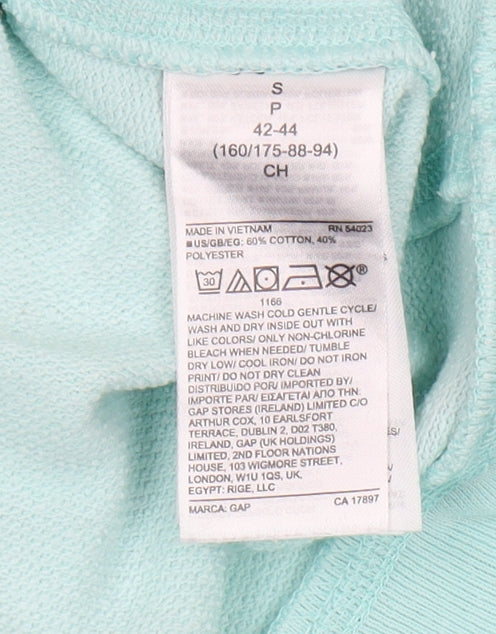 S
P
42-44
(160/175-88-94)
CH
MADE IN VIETNAM RN 54023
■US/GB/EG: 60% COTTON, 40%
POLYESTER
30 ®
1166
MACHINE WASH COLD GENTLE CYCLE/
WASH AND DRY INSIDE OUT WITH
LIKE COLORS/ ONLY NON-CHLORINE
BLEACH WHEN NEEDED/ TUMBLE
DRY LOW/ COOL IRON/ DO NOT IRON
PRINT/ DO NOT DRY CLEAN
DISTRIBUIDO POR/ IMPORTED BY/
IMPORTE PAR/ ΕΙΣΑΓΕΤΑΙ ΑΠΟ ΤΗΝ:
GAP STORES (IRELAND) LIMITED C/O
ARTHUR COX, 10 EARLSFORT
TERRACE, DUBLIN 2, D02 T380,
IRELAND, GAP (UK HOLDINGS)
LIMITED, 2ND FLOOR NATIONS
HOUSE, 103 WIGMORE STREET,
LONDON, W1U 1QS, UK,
EGYPT: RIGE, LLC
MARCA: GAP CA 17897